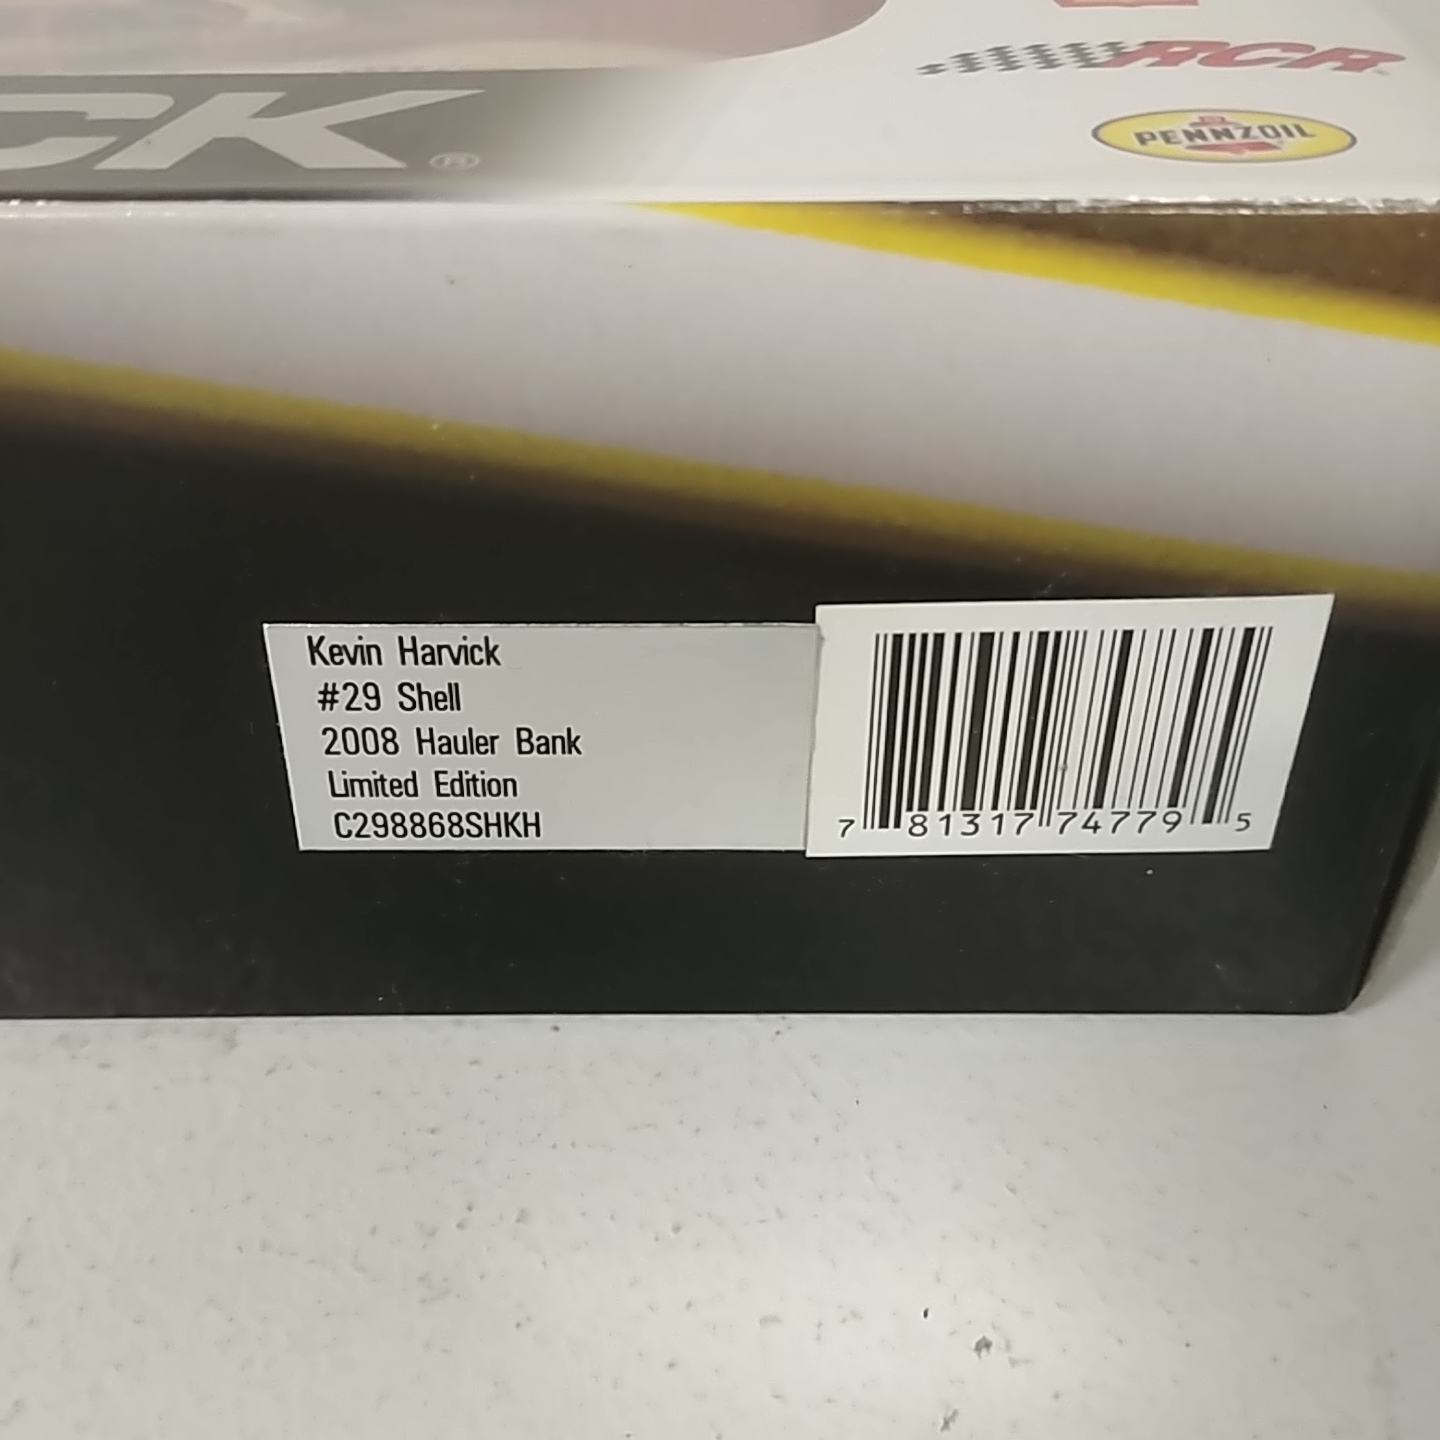 RCR
CK®
PENNZOIL
Kevin Harvick
#29 Shell
2008 Hauler Bank
Limited Edition
C298868SHKH
7 81317 74779 5